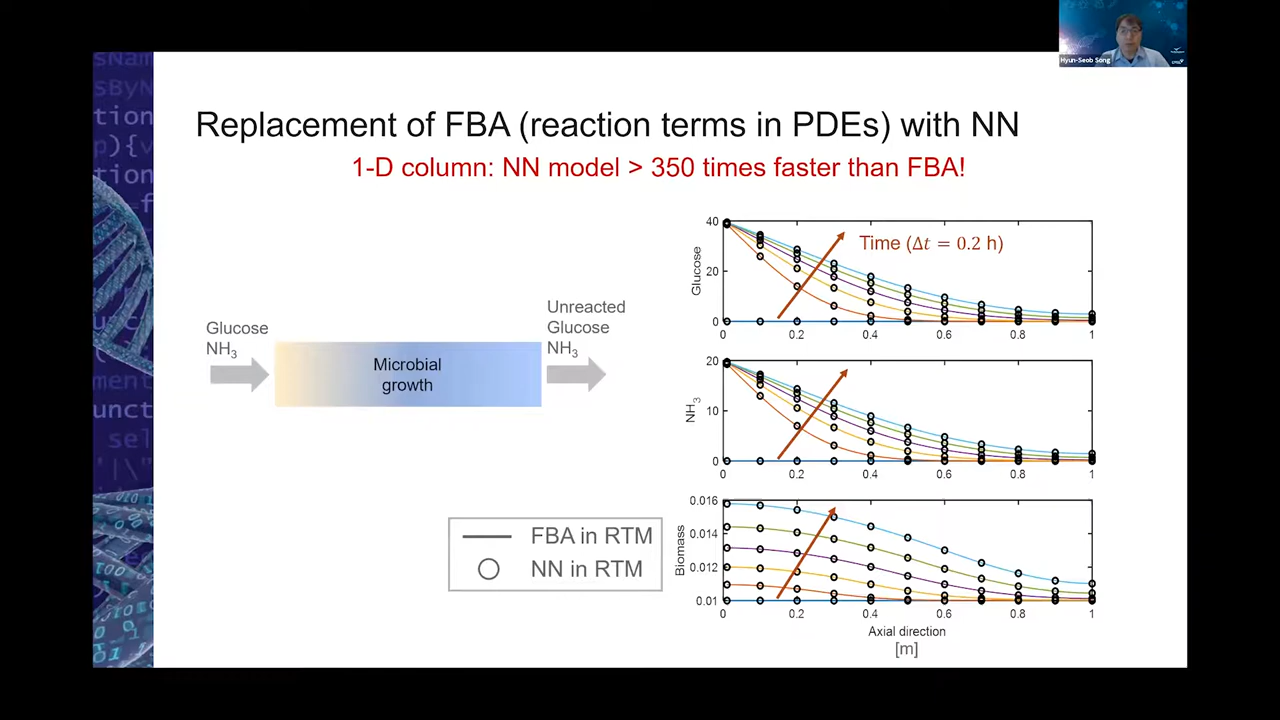 Hyun-Seob Song
Replacement of FBA (reaction terms in PDEs) with NN
1-D column: NN model > 350 times faster than FBA!
Glucose
NH3
Microbial
growth
Unreacted
Glucose
NH3
FBA in RTM
NN in RTM
Glucose
40
20
0
Time (Δt = 0.2 h)
0 0.2 0.4 0.6 0.8 1
NH3
20
10
0
0 0.2 0.4 0.6 0.8 1
Biomass
0.016
0.014
0.012
0.01
0 0.2 0.4 0.6 0.8 1
Axial direction
[m]